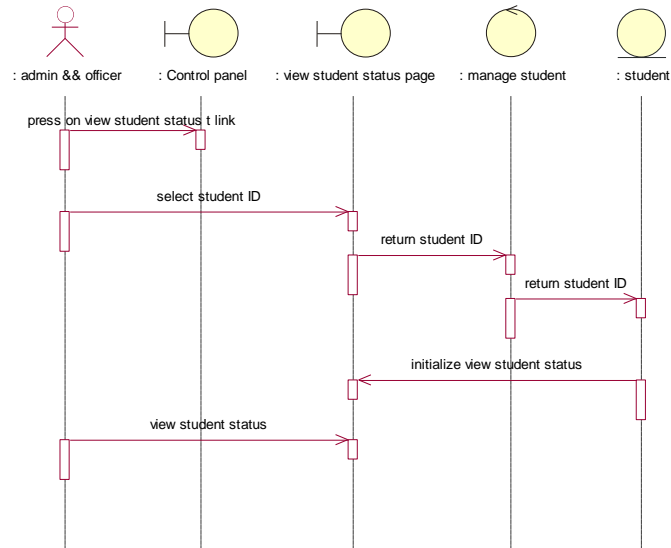 : admin && officer
: Control panel
: view student status page
: manage student
: student
press on view student status t link
select student ID
return student ID
return student ID
initialize view student status
view student status